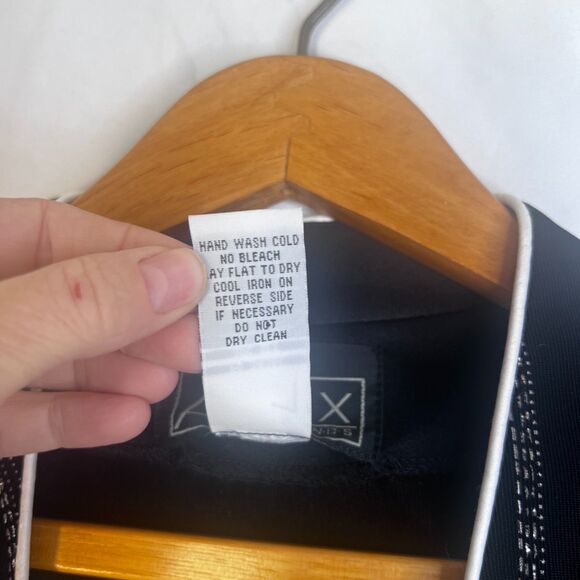 HAND WASH COLD
NO BLEACH
AY FLAT TO DRY
COOL IRON ON
REVERSE SIDE
IF NECESSARY
DO NOT
DRY CLEAN
X